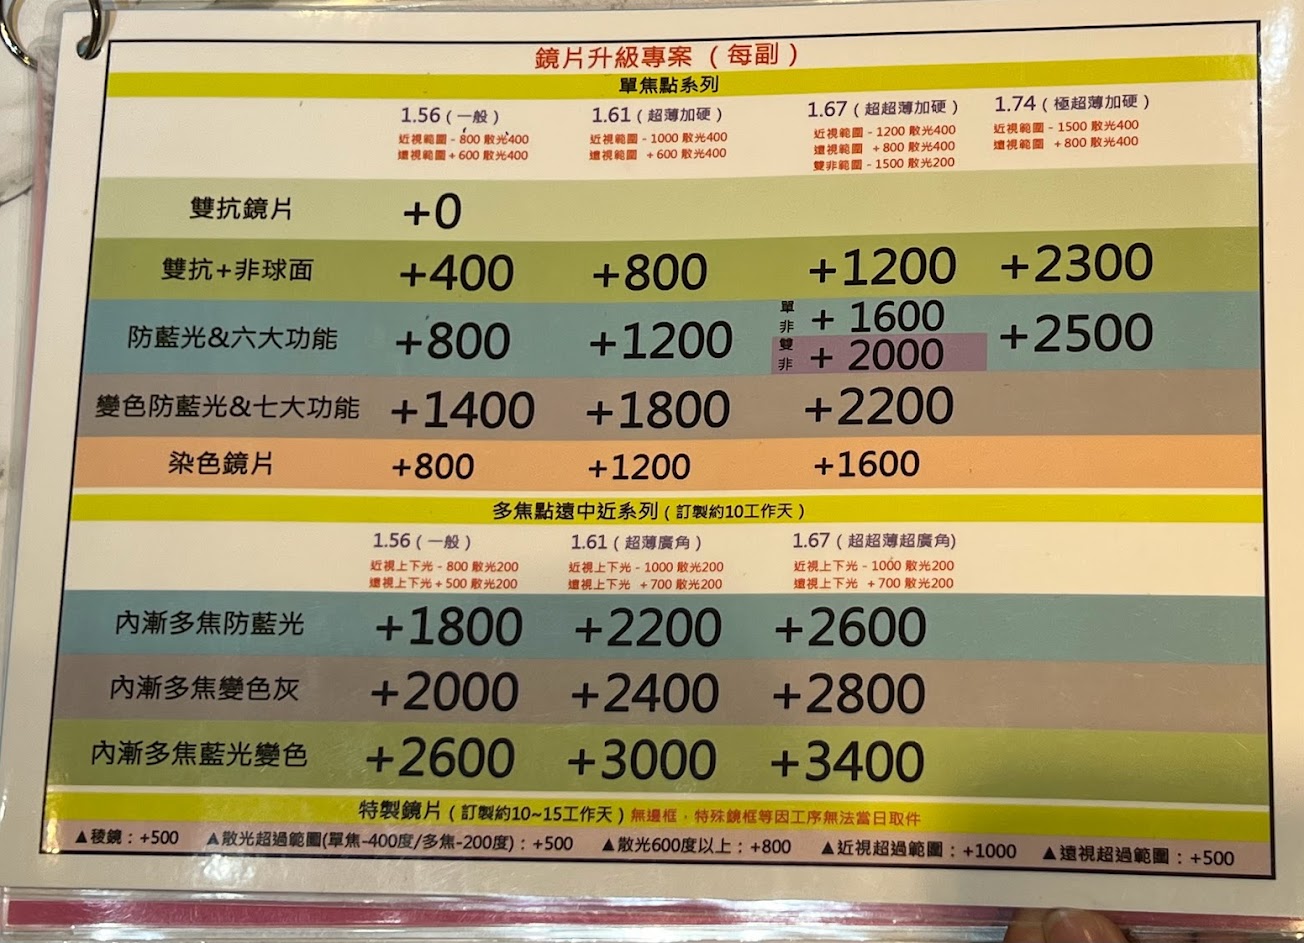 鏡片升級專案（每副）
單焦點系列
1.56（一般） 1.61（超薄加硬） 1.67（超超薄加硬） 1.74（極超薄加硬）
近視範圍 - 800 散光400 近視範圍 - 1000 散光400 近視範圍 - 1200 散光400 近視範圍 - 1500 散光400
遠視範圍 + 600 散光400 遠視範圍 + 600 散光400 遠視範圍 + 800 散光400 遠視範圍 + 800 散光400
雙非範圍 - 1500 散光200
雙抗鏡片 +0
雙抗+非球面 +400 +800 +1200 +2300
防藍光&六大功能 +800 +1200 單非 + 1600 +2500
雙非 + 2000
變色防藍光&七大功能 +1400 +1800 +2200
染色鏡片 +800 +1200 +1600
多焦點遠中近系列（訂製約10工作天）
1.56（一般） 1.61（超薄廣角） 1.67（超超薄超廣角)
近視上下光 - 800 散光200 近視上下光 - 1000 散光200 近視上下光 - 1000 散光200
遠視上下光 + 500 散光200 遠視上下光 + 700 散光200 遠視上下光 + 700 散光200
內漸多焦防藍光 +1800 +2200 +2600
內漸多焦變色灰 +2000 +2400 +2800
內漸多焦藍光變色 +2600 +3000 +3400
特製鏡片（訂製約10~15工作天）無邊框，特殊鏡框等因工序無法當日取件
▲稜鏡：+500 ▲散光超過範圍(單焦-400度/多焦-200度)：+500 ▲散光600度以上：+800 ▲近視超過範圍：+1000 ▲遠視超過範圍：+500